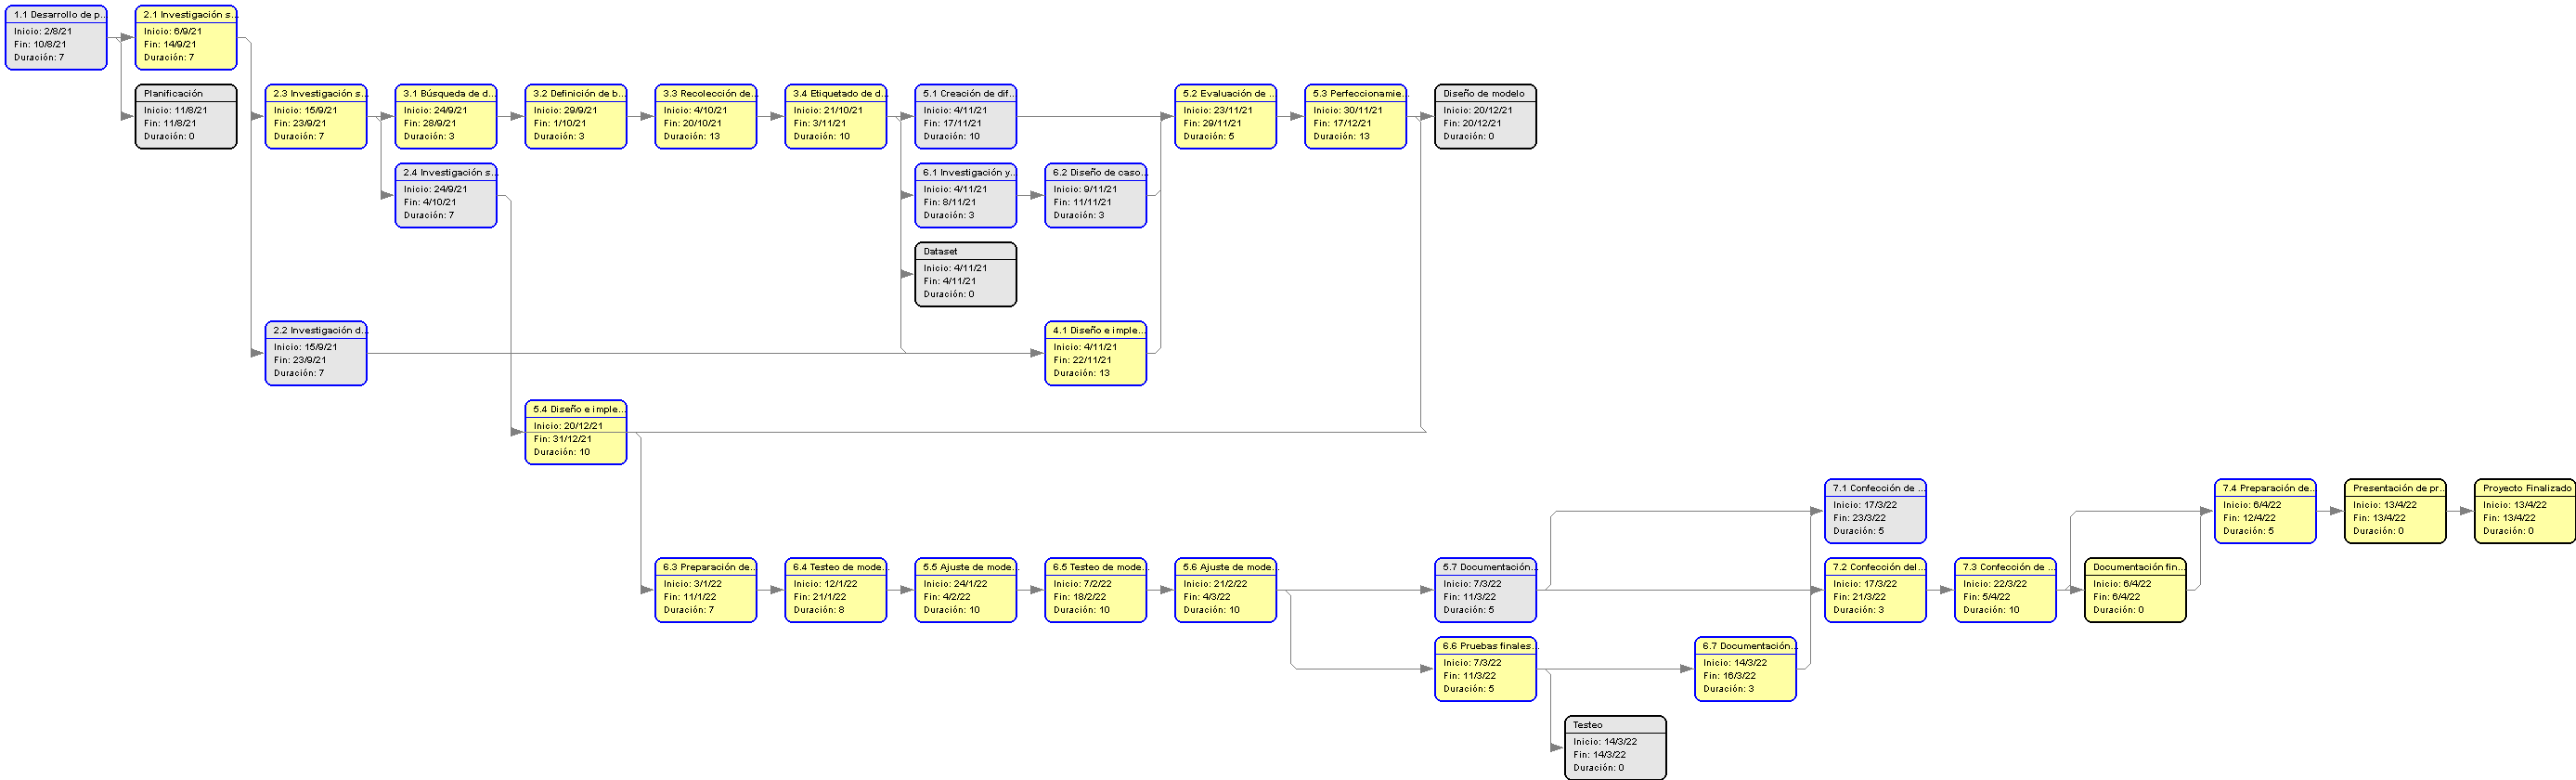 1.1 Desarrollo de p...
Inicio: 2/8/21
Fin: 10/8/21
Duración: 7
2.1 Investigación s...
Inicio: 6/9/21
Fin: 14/9/21
Duración: 7
Planificación
Inicio: 11/8/21
Fin: 11/8/21
Duración: 0
2.3 Investigación s...
Inicio: 15/9/21
Fin: 23/9/21
Duración: 7
3.1 Búsqueda de d...
Inicio: 24/9/21
Fin: 28/9/21
Duración: 3
3.2 Definición de b...
Inicio: 29/9/21
Fin: 1/10/21
Duración: 3
3.3 Recolección de...
Inicio: 4/10/21
Fin: 20/10/21
Duración: 13
3.4 Etiquetado de d...
Inicio: 21/10/21
Fin: 3/11/21
Duración: 10
5.1 Creación de dif...
Inicio: 4/11/21
Fin: 17/11/21
Duración: 10
5.2 Evaluación de ...
Inicio: 23/11/21
Fin: 29/11/21
Duración: 5
5.3 Perfeccionamie...
Inicio: 30/11/21
Fin: 17/12/21
Duración: 13
Diseño de modelo
Inicio: 20/12/21
Fin: 20/12/21
Duración: 0
2.4 Investigación s...
Inicio: 24/9/21
Fin: 4/10/21
Duración: 7
6.1 Investigación y...
Inicio: 4/11/21
Fin: 8/11/21
Duración: 3
6.2 Diseño de caso...
Inicio: 9/11/21
Fin: 11/11/21
Duración: 3
Dataset
Inicio: 4/11/21
Fin: 4/11/21
Duración: 0
2.2 Investigación d...
Inicio: 15/9/21
Fin: 23/9/21
Duración: 7
4.1 Diseño e imple...
Inicio: 4/11/21
Fin: 22/11/21
Duración: 13
5.4 Diseño e imple...
Inicio: 20/12/21
Fin: 31/12/21
Duración: 10
7.1 Confección de ...
Inicio: 17/3/22
Fin: 23/3/22
Duración: 5
7.4 Preparación de...
Inicio: 6/4/22
Fin: 12/4/22
Duración: 5
Presentación de pr...
Inicio: 13/4/22
Fin: 13/4/22
Duración: 0
Proyecto Finalizado
Inicio: 13/4/22
Fin: 13/4/22
Duración: 0
6.3 Preparación de...
Inicio: 3/1/22
Fin: 11/1/22
Duración: 7
6.4 Testeo de mode...
Inicio: 12/1/22
Fin: 21/1/22
Duración: 8
5.5 Ajuste de mode...
Inicio: 24/1/22
Fin: 4/2/22
Duración: 10
6.5 Testeo de mode...
Inicio: 7/2/22
Fin: 18/2/22
Duración: 10
5.6 Ajuste de mode...
Inicio: 21/2/22
Fin: 4/3/22
Duración: 10
5.7 Documentación...
Inicio: 7/3/22
Fin: 11/3/22
Duración: 5
7.2 Confección del...
Inicio: 17/3/22
Fin: 21/3/22
Duración: 3
7.3 Confección de ...
Inicio: 22/3/22
Fin: 5/4/22
Duración: 10
Documentación fin...
Inicio: 6/4/22
Fin: 6/4/22
Duración: 0
6.6 Pruebas finales...
Inicio: 7/3/22
Fin: 11/3/22
Duración: 5
6.7 Documentación...
Inicio: 14/3/22
Fin: 16/3/22
Duración: 3
Testeo
Inicio: 14/3/22
Fin: 14/3/22
Duración: 0